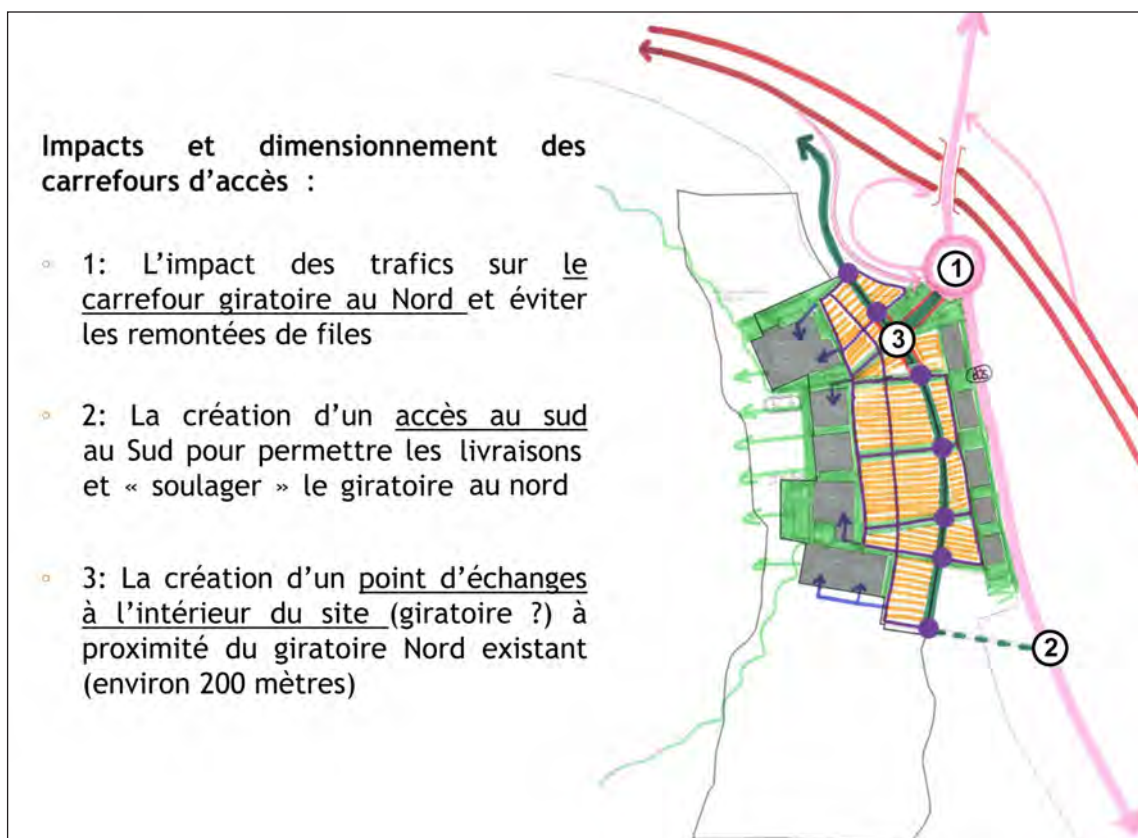 Impacts et dimensionnement des
carrefours d'accès :
1: L'impact des trafics sur le
carrefour giratoire au Nord et éviter
les remontées de files
2: La création d'un accès au sud
au Sud pour permettre les livraisons
et « soulager » le giratoire au nord
3: La création d'un point d'échanges
à l'intérieur du site (giratoire ?) à
proximité du giratoire Nord existant
(environ 200 mètres)
1
3
2